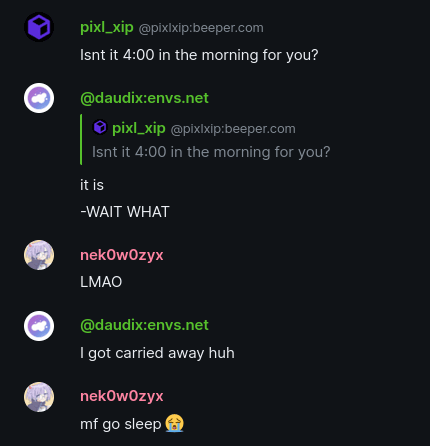 pixl_xip @pixlxip:beeper.com
Isnt it 4:00 in the morning for you?
@daudix:envs.net
pixl_xip @pixlxip:beeper.com
Isnt it 4:00 in the morning for you?
it is
-WAIT WHAT
nek0w0zyx
LMAO
@daudix:envs.net
I got carried away huh
nek0w0zyx
mf go sleep 😭